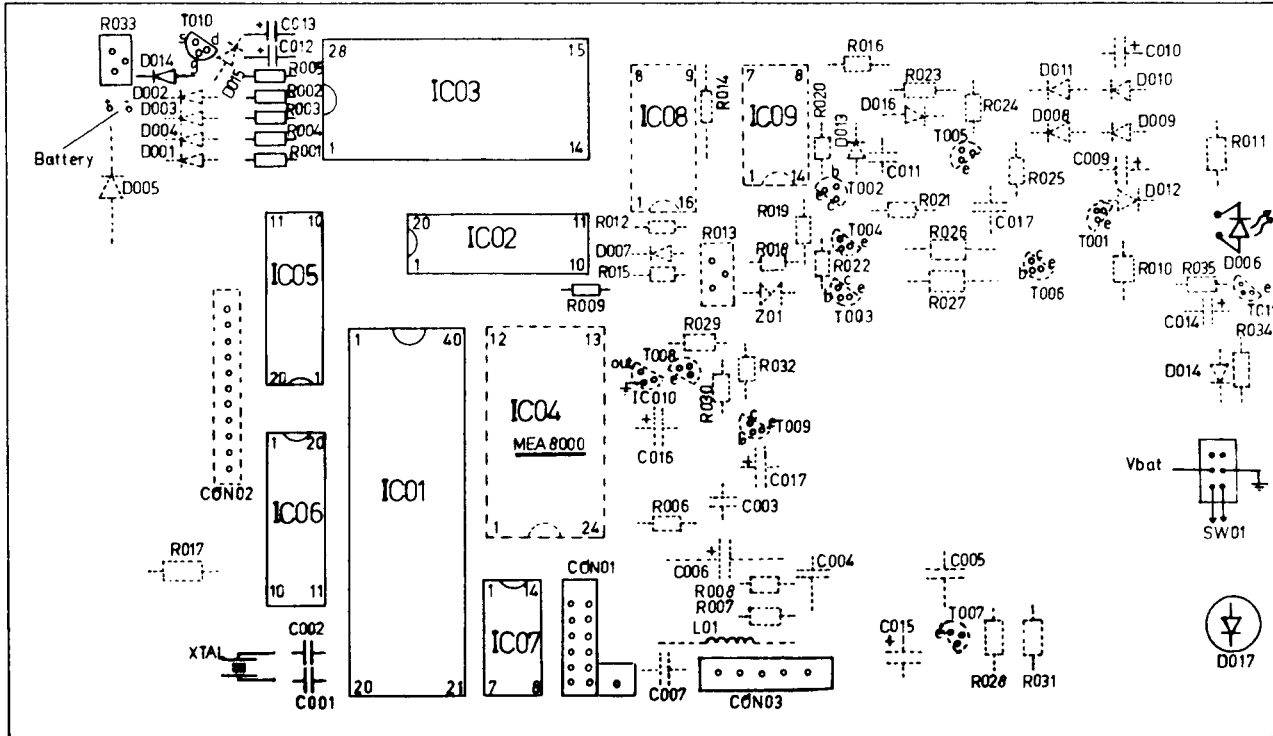 R033
T010
s d
C013
C012
D014
D015
R005
D002
R002
D003
R003
D004
R004
D001
R001
Battery
D005
28 15
IC03
1 14
8 9
IC08
1 16
R014
7 8
IC09
1 14
R020
R016
D013
C011
R023
D016
R024
T005
e
D011
D010
C010
D008
D009
C009
D012
R011
R025
b
c
e
T002
R019
R021
C017
T001
e
D006
11 10
IC05
20 1
20 11
IC02
1 10
R012
D007
R015
R009
R013
R018
Z01
T004
e
R022
b c e
T003
R026
R027
c
b e
T006
R010
R035
C014
e
R034
D014
CON02
1 40
IC01
20 21
12 13
IC04
MEA 8000
1 24
R029
out
T008
e
IC010
R030
R032
C016
c
b e
T009
C017
C003
R006
Vbat
SW01
1 20
IC06
10 11
R017
CON01
1 14
IC07
7 8
C006
C004
R008
R007
L01
C005
C015
T007
c
e
R028
R031
D017
XTAL
C002
C001
C007
CON03